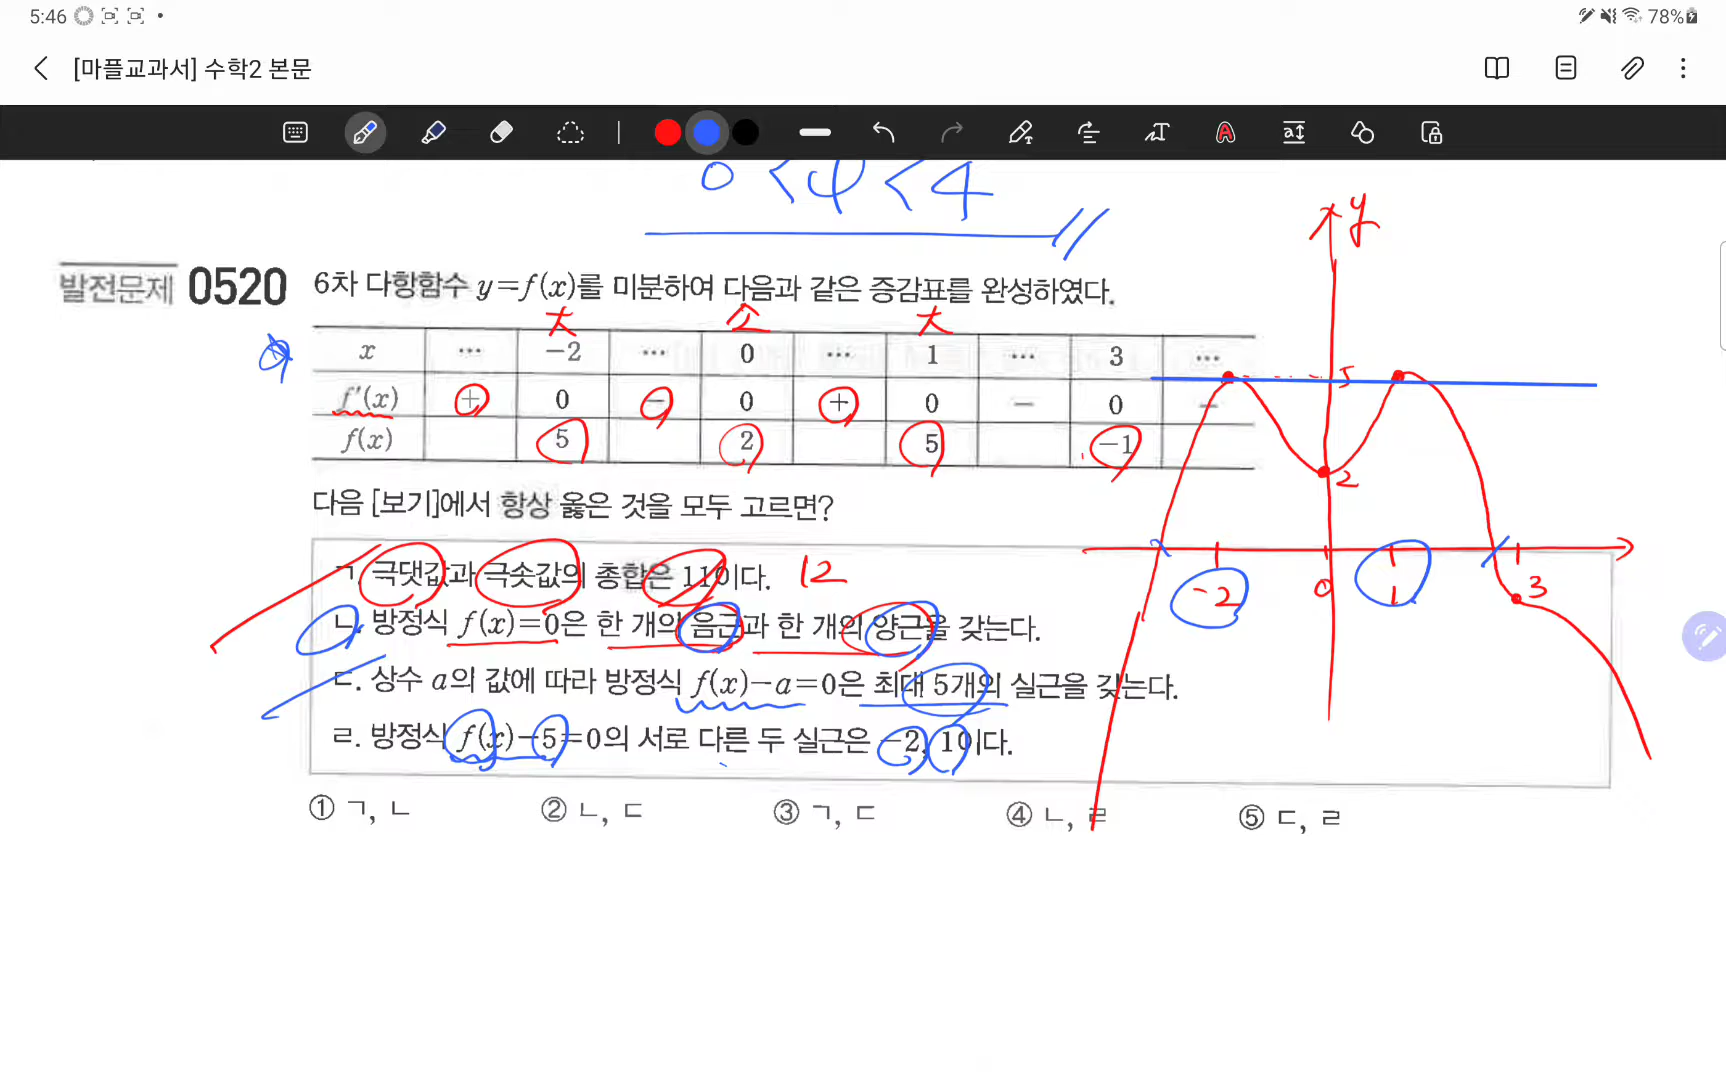 5:46
78%
[마플교과서] 수학2 본문
0 < 4 < 4
발전문제 0520 6차 다항함수 y=f(x)를 미분하여 다음과 같은 증감표를 완성하였다.
大 소 大
x … -2 … 0 … 1 … 3 …
f'(x) + 0 - 0 + 0 - 0 -
f(x) 5 2 5 -1
다음 [보기]에서 항상 옳은 것을 모두 고르면?
ㄱ. 극댓값과 극솟값의 총합은 11이다. 12
ㄴ. 방정식 f(x)=0은 한 개의 음근과 한 개의 양근을 갖는다.
ㄷ. 상수 a의 값에 따라 방정식 f(x)-a=0은 최대 5개의 실근을 갖는다.
ㄹ. 방정식 f(x)-5=0의 서로 다른 두 실근은 -2, 1이다.
① ㄱ, ㄴ ② ㄴ, ㄷ ③ ㄱ, ㄷ ④ ㄴ, ㄹ ⑤ ㄷ, ㄹ
y
5
2
-2 0 1 3